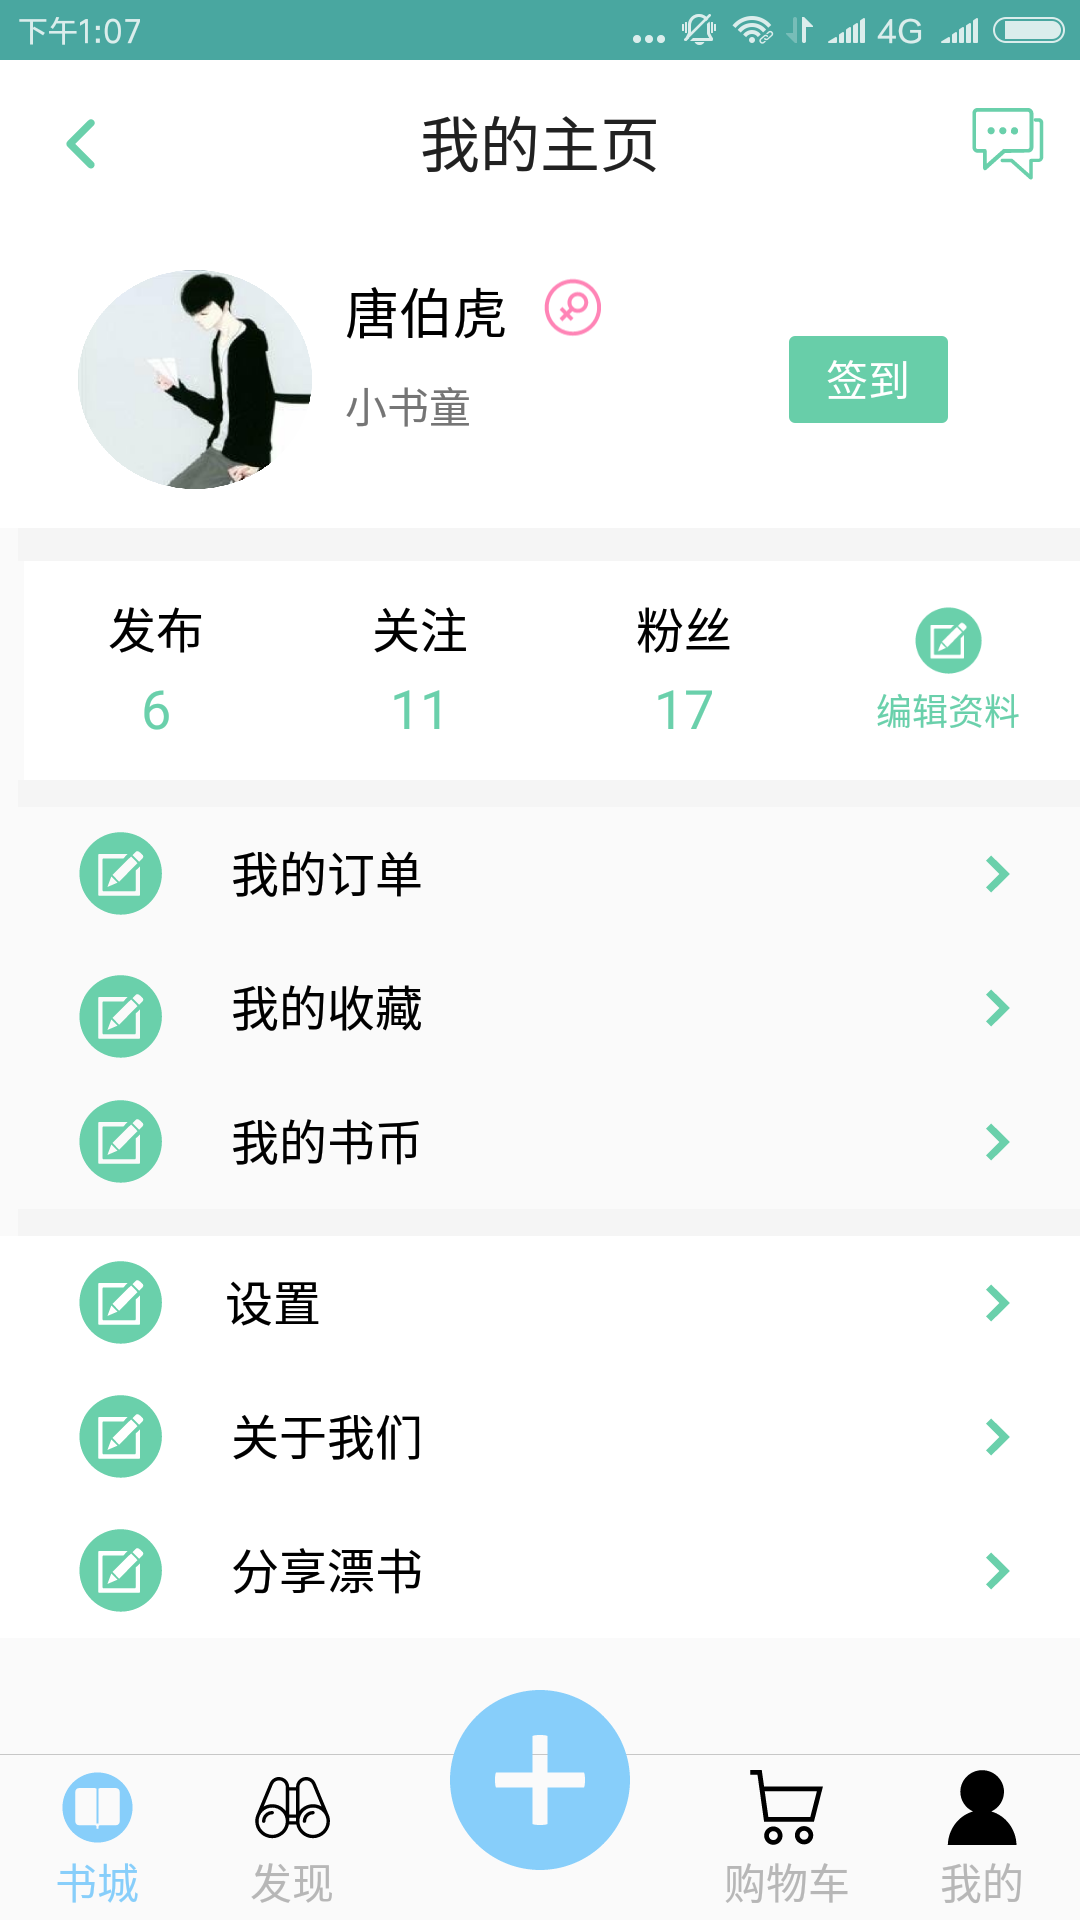 下午1:07
4G
我的主页
唐伯虎
小书童
签到
发布
关注
粉丝
6
11
17
编辑资料
我的订单
我的收藏
我的书币
设置
关于我们
分享漂书
书城
发现
购物车
我的